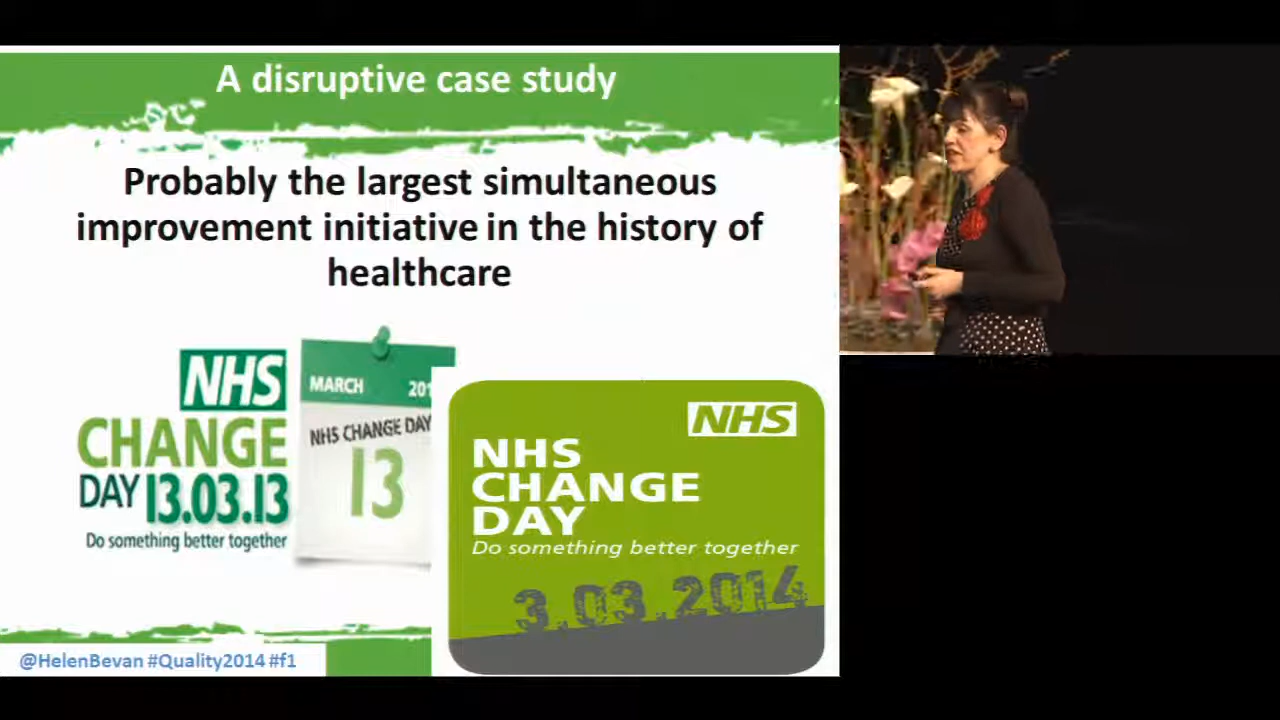 A disruptive case study
Probably the largest simultaneous
improvement initiative in the history of
healthcare
NHS
CHANGE
DAY 13.03.13
Do something better together
MARCH 201
NHS CHANGE DAY
13
NHS
NHS
CHANGE
DAY
Do something better together
3.03.2014
@HelenBevan #Quality2014 #f1